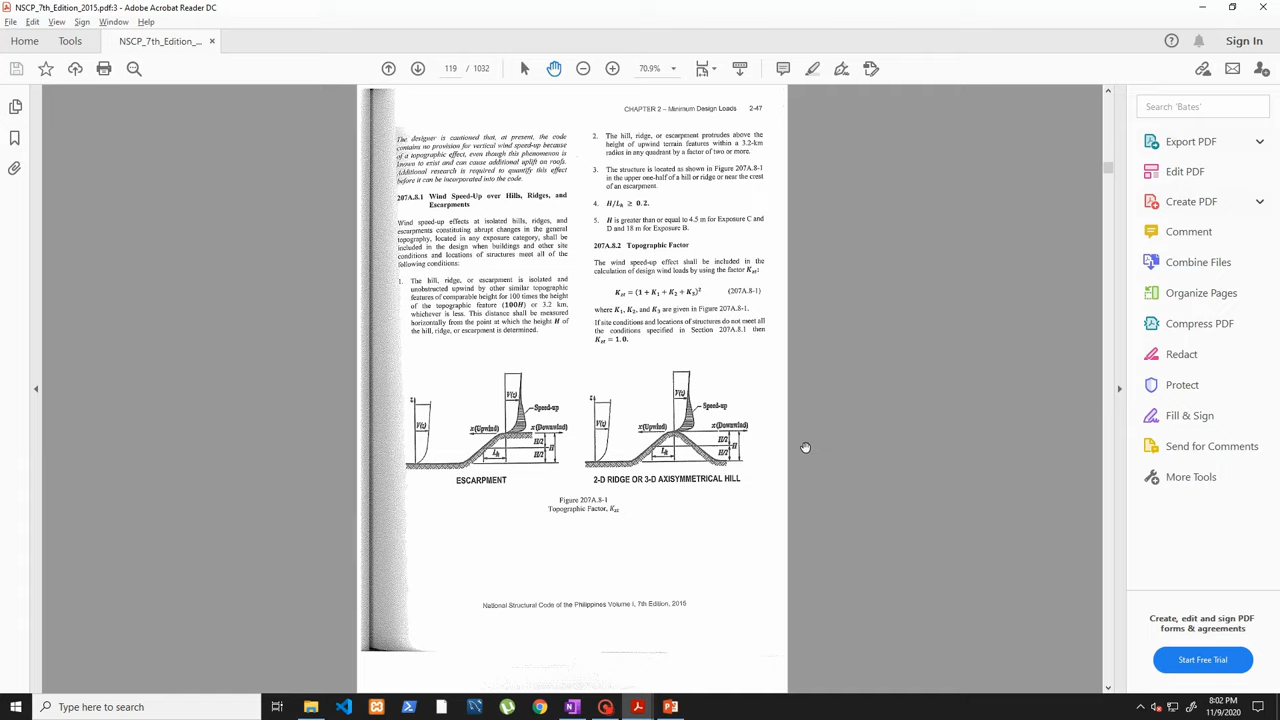 NSCP_7th_Edition_2015.pdf:3 - Adobe Acrobat Reader DC
File Edit View Sign Window Help
Home Tools NSCP_7th_Edition_... × Sign In
119 / 1032 70.9%
CHAPTER 2 – Minimum Design Loads 2-47
The designer is cautioned that, at present, the code
contains no provision for vertical wind speed-up because
of a topographic effect, even though this phenomenon is
known to exist and can cause additional uplift on roofs.
Additional research is required to quantify this effect
before it can be incorporated into the code.
207A.8.1 Wind Speed-Up over Hills, Ridges, and
Escarpments
Wind speed-up effects at isolated hills, ridges, and
escarpments constituting abrupt changes in the general
topography, located in any exposure category, shall be
included in the design when buildings and other site
conditions and locations of structures meet all of the
following conditions:
1. The hill, ridge, or escarpment is isolated and
unobstructed upwind by other similar topographic
features of comparable height for 100 times the height
of the topographic feature (100H) or 3.2 km,
whichever is less. This distance shall be measured
horizontally from the point at which the height H of
the hill, ridge, or escarpment is determined.
2. The hill, ridge, or escarpment protrudes above the
height of upwind terrain features within a 3.2-km
radius in any quadrant by a factor of two or more.
3. The structure is located as shown in Figure 207A.8-1
in the upper one-half of a hill or ridge or near the crest
of an escarpment.
4. H/Lh ≥ 0.2.
5. H is greater than or equal to 4.5 m for Exposure C and
D and 18 m for Exposure B.
207A.8.2 Topographic Factor
The wind speed-up effect shall be included in the
calculation of design wind loads by using the factor Kzt:
Kzt = (1 + K1 + K2 + K3)² (207A.8-1)
where K1, K2, and K3 are given in Figure 207A.8-1.
If site conditions and locations of structures do not meet all
the conditions specified in Section 207A.8.1 then
Kzt = 1.0.
z V(z) V(z) Speed-up
x(Upwind) x(Downwind)
Lh H/2 H/2 H
ESCARPMENT
z V(z) V(z) Speed-up
x(Upwind) x(Downwind)
Lh H/2 H/2 H
2-D RIDGE OR 3-D AXISYMMETRICAL HILL
Figure 207A.8-1
Topographic Factor, Kzt
National Structural Code of the Philippines Volume I, 7th Edition, 2015
Search 'Bates'
Export PDF
Edit PDF
Create PDF
Comment
Combine Files
Organize Pages
Compress PDF
Redact
Protect
Fill & Sign
Send for Comments
More Tools
Create, edit and sign PDF
forms & agreements
Start Free Trial
Type here to search
8:02 PM
11/9/2020